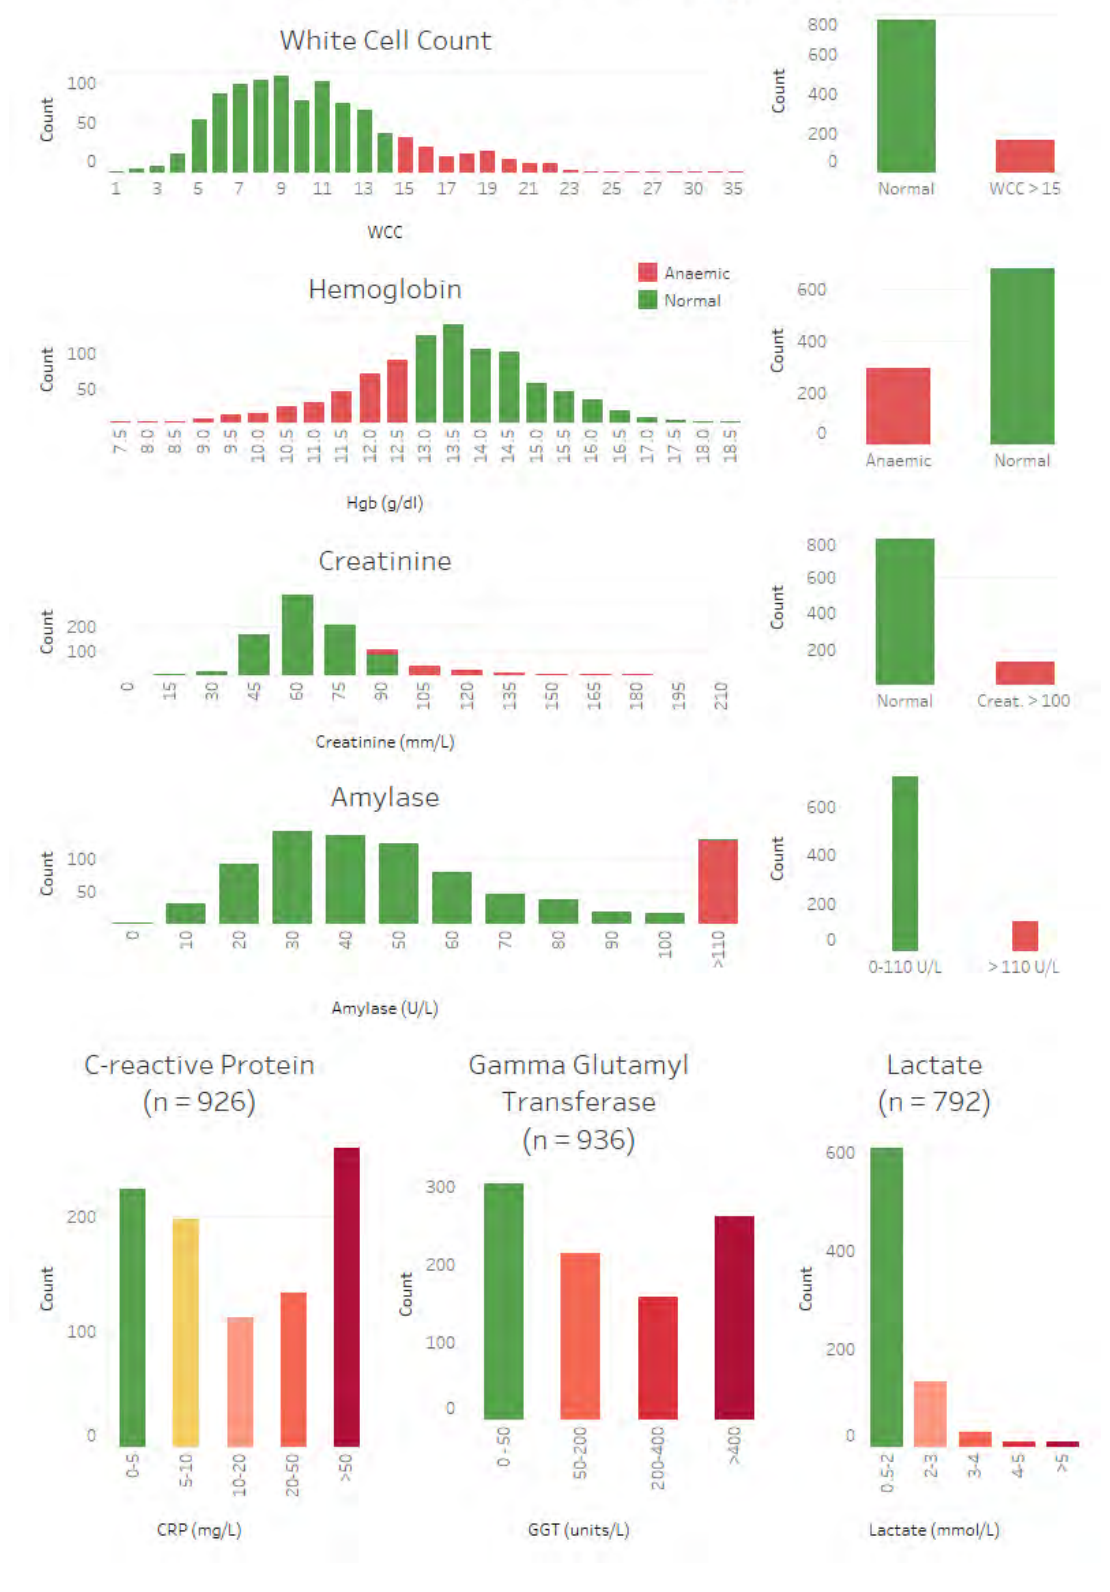 White Cell Count
Count
100
50
0
1 3 5 7 9 11 13 15 17 19 21 23 25 27 30 35
WCC
Count
800
600
400
200
0
Normal WCC > 15
Hemoglobin
Anaemic
Normal
Count
100
50
7.5 8.0 8.5 9.0 9.5 10.0 10.5 11.0 11.5 12.0 12.5 13.0 13.5 14.0 14.5 15.0 15.5 16.0 16.5 17.0 17.5 18.0 18.5
Hgb (g/dl)
Count
600
400
200
0
Anaemic Normal
Creatinine
Count
200
100
0 15 30 45 60 75 90 105 120 135 150 165 180 195 210
Creatinine (mm/L)
Count
800
600
400
200
Normal Creat. > 100
Amylase
Count
100
50
0 10 20 30 40 50 60 70 80 90 100 >110
Amylase (U/L)
Count
600
400
200
0
0-110 U/L > 110 U/L
C-reactive Protein
(n = 926)
Count
200
100
0
0-5 5-10 10-20 20-50 >50
CRP (mg/L)
Gamma Glutamyl
Transferase
(n = 936)
Count
300
200
100
0
0 - 50 50-200 200-400 >400
GGT (units/L)
Lactate
(n = 792)
Count
600
400
200
0
0.5-2 2-3 3-4 4-5 >5
Lactate (mmol/L)